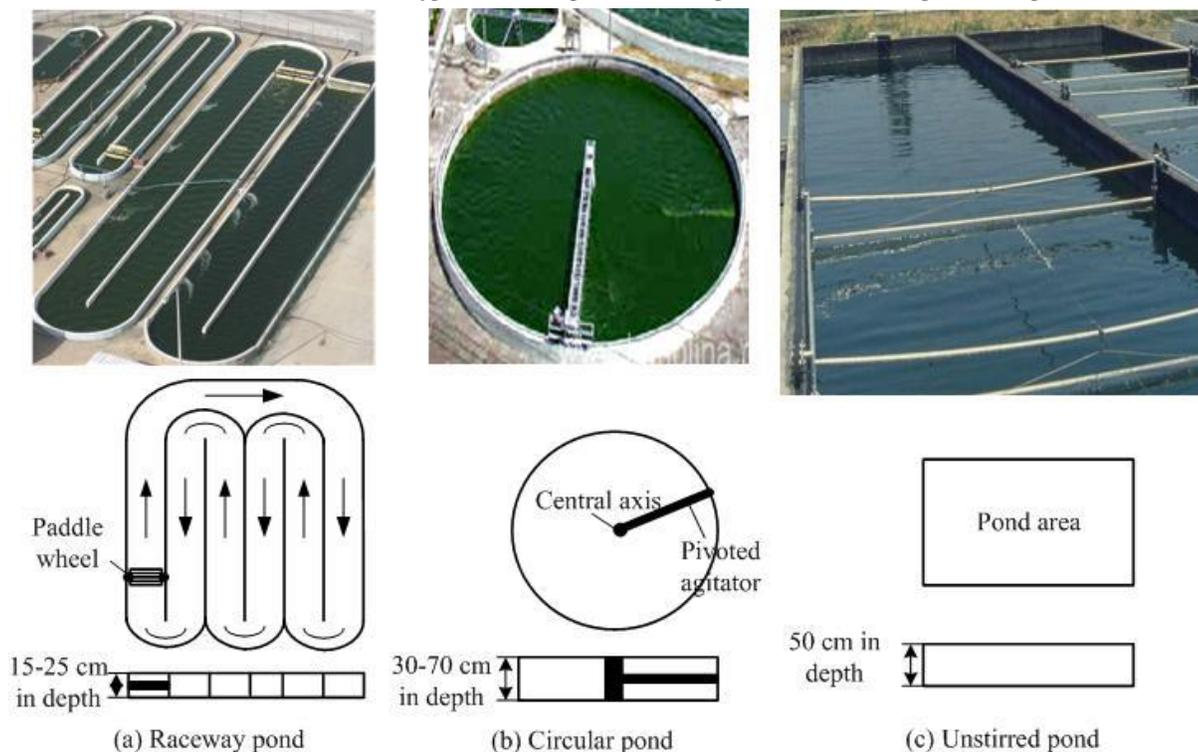 Paddle
wheel
15-25 cm
in depth
(a) Raceway pond
Central axis
Pivoted
agitator
30-70 cm
in depth
(b) Circular pond
Pond area
50 cm in
depth
(c) Unstirred pond